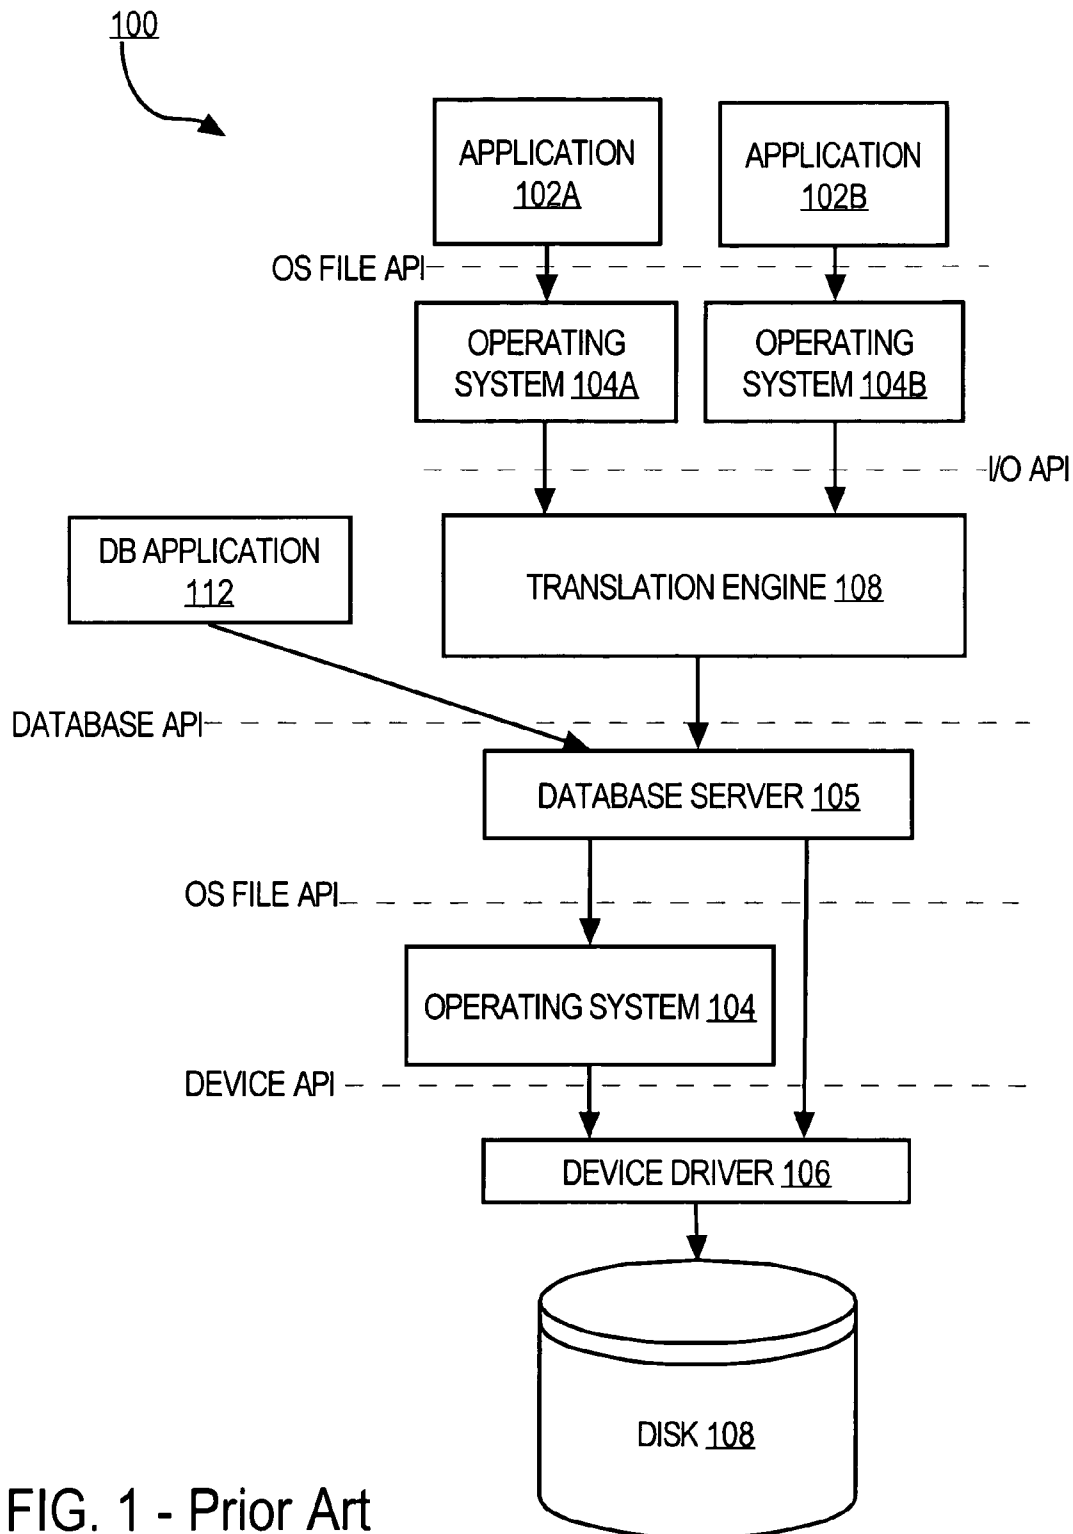 100
APPLICATION
102A
APPLICATION
102B
OS FILE API
OPERATING
SYSTEM 104A
OPERATING
SYSTEM 104B
I/O API
DB APPLICATION
112
TRANSLATION ENGINE 108
DATABASE API
DATABASE SERVER 105
OS FILE API
OPERATING SYSTEM 104
DEVICE API
DEVICE DRIVER 106
DISK 108
FIG. 1 - Prior Art